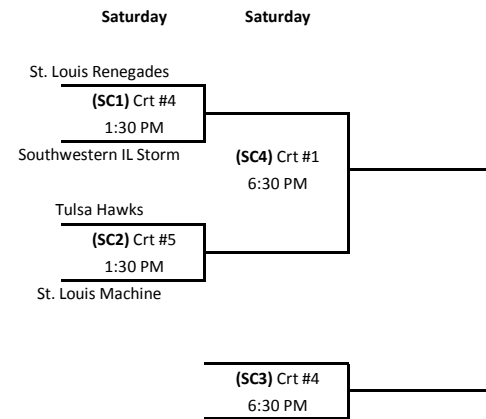 Saturday Saturday
St. Louis Renegades
(SC1) Crt #4
1:30 PM
Southwestern IL Storm
(SC4) Crt #1
6:30 PM
Tulsa Hawks
(SC2) Crt #5
1:30 PM
St. Louis Machine
(SC3) Crt #4
6:30 PM